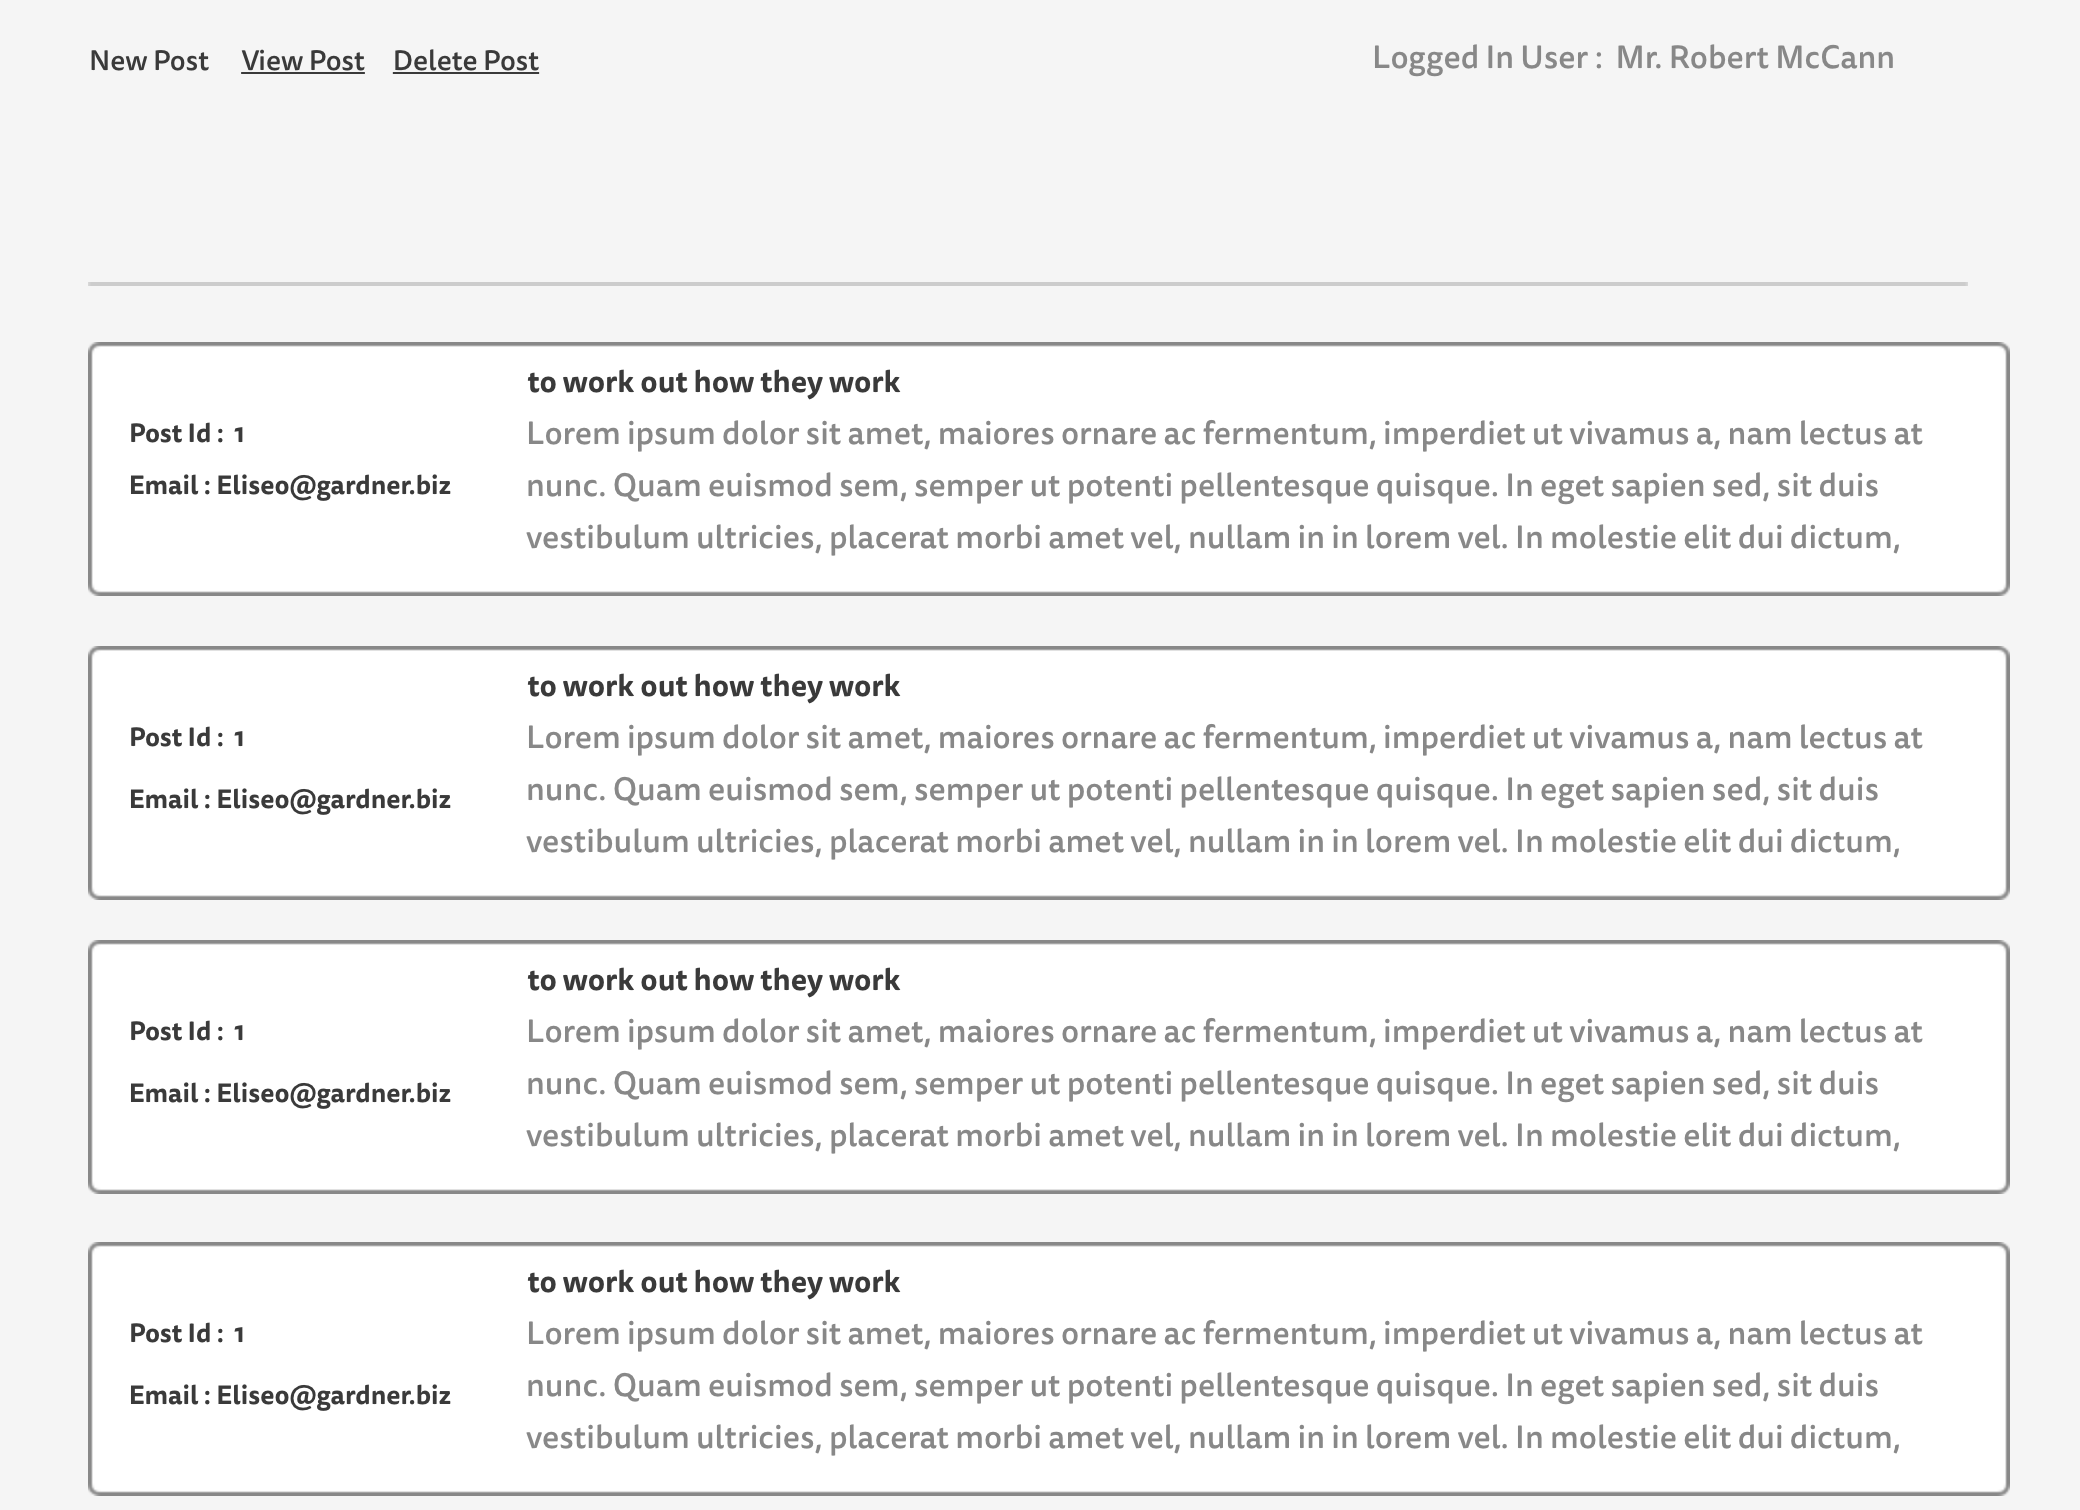 New Post View Post Delete Post Logged In User : Mr. Robert McCann
to work out how they work
Post Id : 1
Email : Eliseo@gardner.biz
Lorem ipsum dolor sit amet, maiores ornare ac fermentum, imperdiet ut vivamus a, nam lectus at
nunc. Quam euismod sem, semper ut potenti pellentesque quisque. In eget sapien sed, sit duis
vestibulum ultricies, placerat morbi amet vel, nullam in in lorem vel. In molestie elit dui dictum,
to work out how they work
Post Id : 1
Email : Eliseo@gardner.biz
Lorem ipsum dolor sit amet, maiores ornare ac fermentum, imperdiet ut vivamus a, nam lectus at
nunc. Quam euismod sem, semper ut potenti pellentesque quisque. In eget sapien sed, sit duis
vestibulum ultricies, placerat morbi amet vel, nullam in in lorem vel. In molestie elit dui dictum,
to work out how they work
Post Id : 1
Email : Eliseo@gardner.biz
Lorem ipsum dolor sit amet, maiores ornare ac fermentum, imperdiet ut vivamus a, nam lectus at
nunc. Quam euismod sem, semper ut potenti pellentesque quisque. In eget sapien sed, sit duis
vestibulum ultricies, placerat morbi amet vel, nullam in in lorem vel. In molestie elit dui dictum,
to work out how they work
Post Id : 1
Email : Eliseo@gardner.biz
Lorem ipsum dolor sit amet, maiores ornare ac fermentum, imperdiet ut vivamus a, nam lectus at
nunc. Quam euismod sem, semper ut potenti pellentesque quisque. In eget sapien sed, sit duis
vestibulum ultricies, placerat morbi amet vel, nullam in in lorem vel. In molestie elit dui dictum,